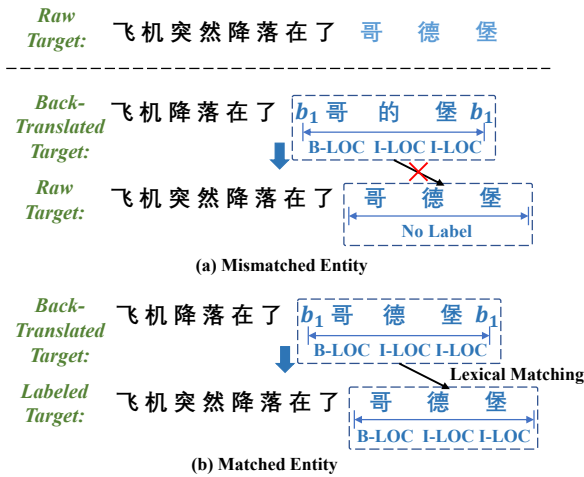 Raw Target: 飞机突然降落在了 哥 德 堡
Back-Translated Target: 飞机降落在了 b₁ 哥 的 堡 b₁
B-LOC I-LOC I-LOC
Raw Target: 飞机突然降落在了 哥 德 堡
No Label
(a) Mismatched Entity
Back-Translated Target: 飞机降落在了 b₁ 哥 德 堡 b₁
B-LOC I-LOC I-LOC
Lexical Matching
Labeled Target: 飞机突然降落在了 哥 德 堡
B-LOC I-LOC I-LOC
(b) Matched Entity